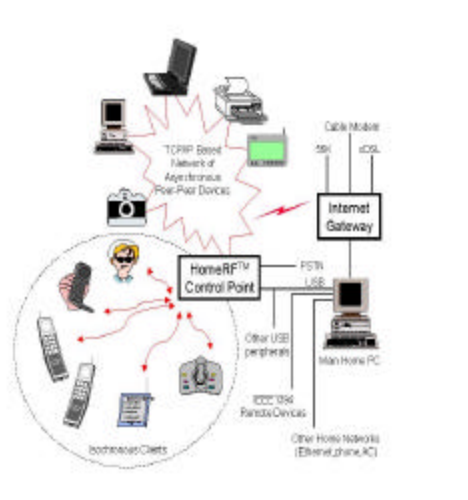 Cable Modem
56K
xDSL
TCP/IP Based
Network of
Asynchronous
Peer-Peer Devices
Internet
Gateway
HomeRF™
Control Point
PSTN
USB
Other USB
peripherals
Main Home PC
IEEE 1394
Remote Devices
Isochronous Clients
Other Home Networks
(Ethernet, phone, AC)